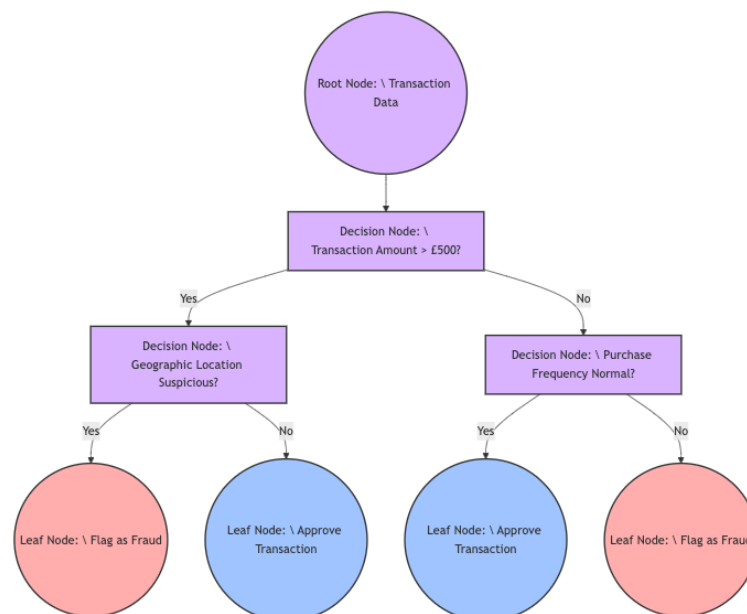 Root Node: \ Transaction
Data
Decision Node: \
Transaction Amount > £500?
Yes
No
Decision Node: \
Geographic Location
Suspicious?
Decision Node: \ Purchase
Frequency Normal?
Yes
No
Yes
No
Leaf Node: \ Flag as Fraud
Leaf Node: \ Approve
Transaction
Leaf Node: \ Approve
Transaction
Leaf Node: \ Flag as Fraud